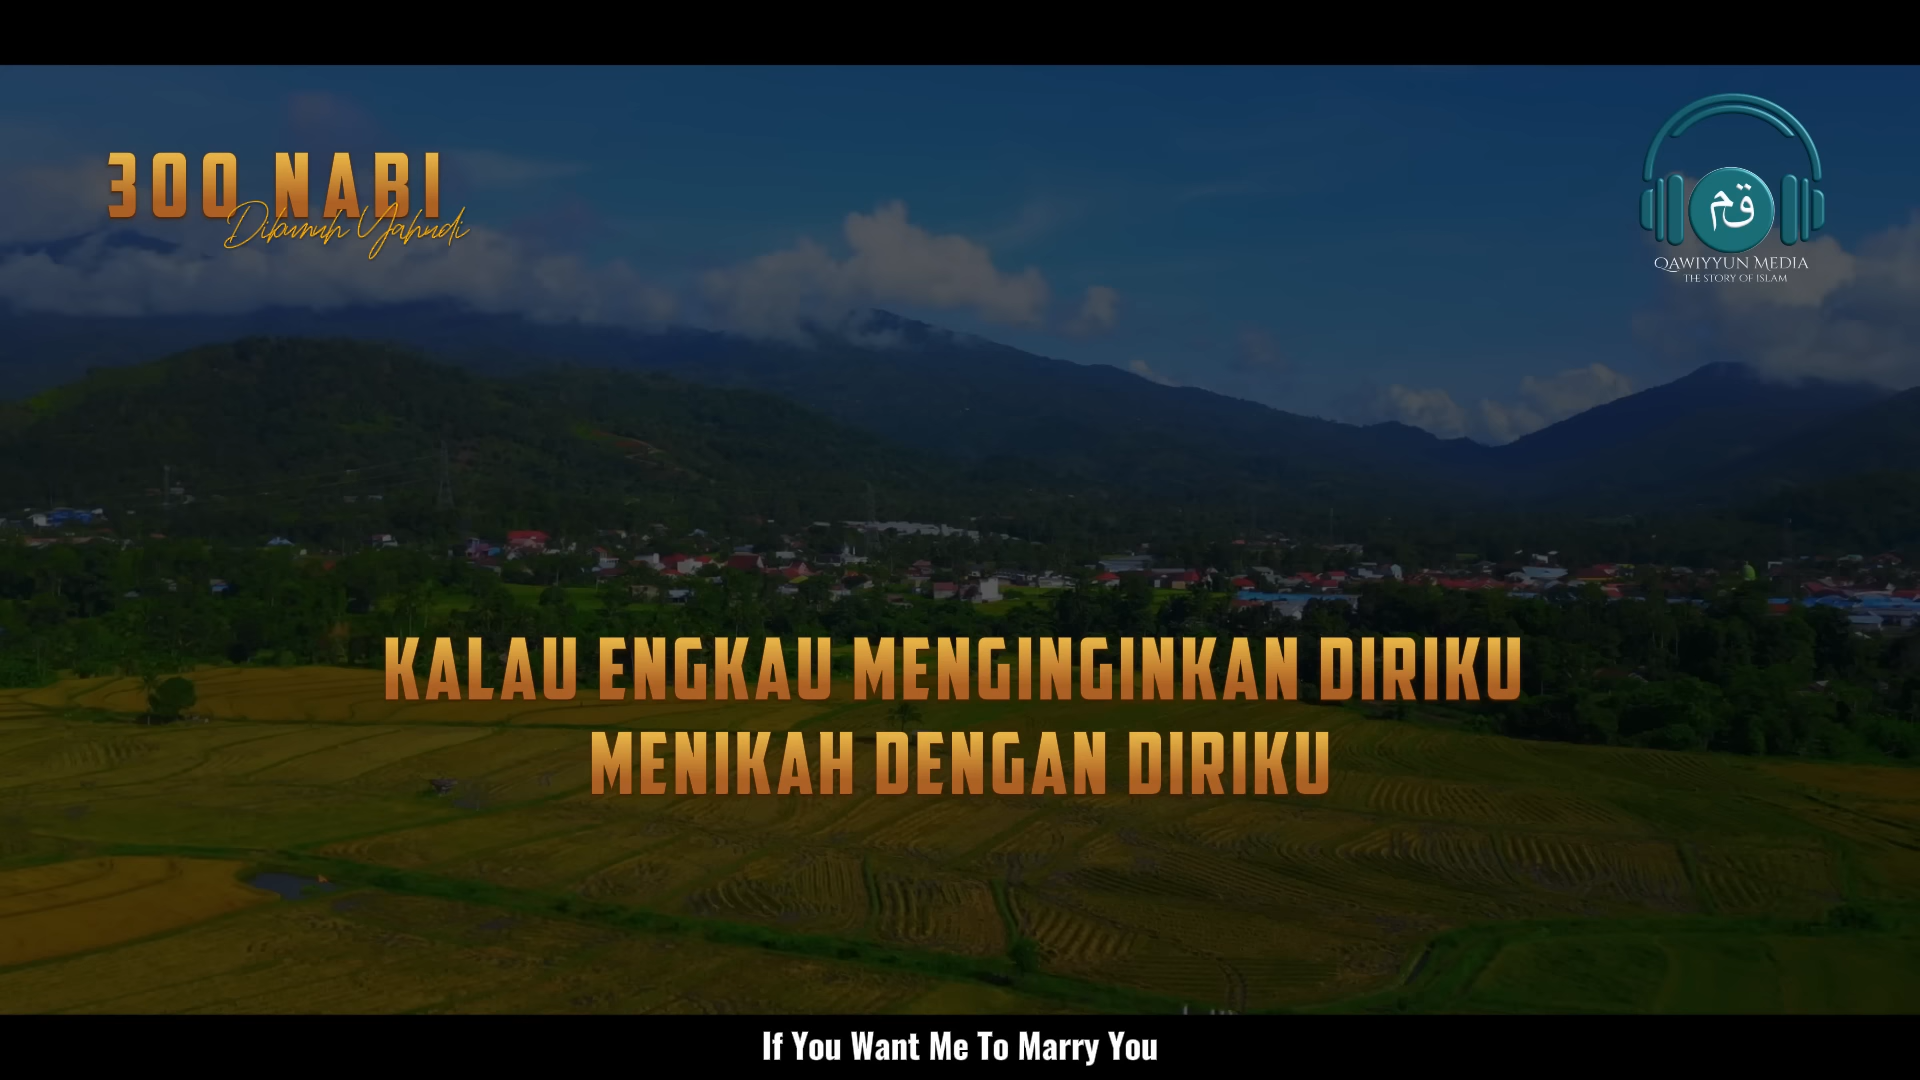 300 NABI
Dibunuh Yahudi
قم
QAWIYYUN MEDIA
THE STORY OF ISLAM
KALAU ENGKAU MENGINGINKAN DIRIKU
MENIKAH DENGAN DIRIKU
If You Want Me To Marry You